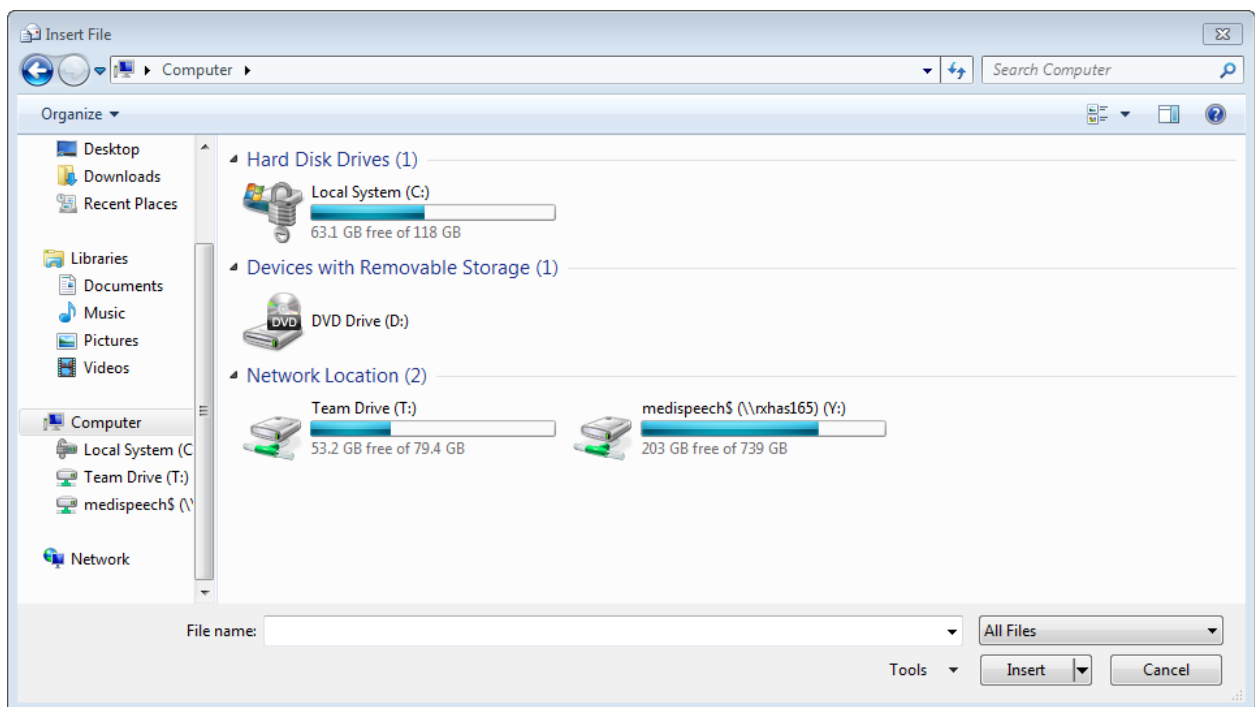 Insert File
Computer
Search Computer
Organize
Desktop
Downloads
Recent Places
Libraries
Documents
Music
Pictures
Videos
Computer
Local System (C
Team Drive (T:)
medispeech$ (\\
Network
Hard Disk Drives (1)
Local System (C:)
63.1 GB free of 118 GB
Devices with Removable Storage (1)
DVD
DVD Drive (D:)
Network Location (2)
Team Drive (T:)
53.2 GB free of 79.4 GB
medispeech$ (\\rxhas165) (Y:)
203 GB free of 739 GB
File name:
All Files
Tools
Insert
Cancel